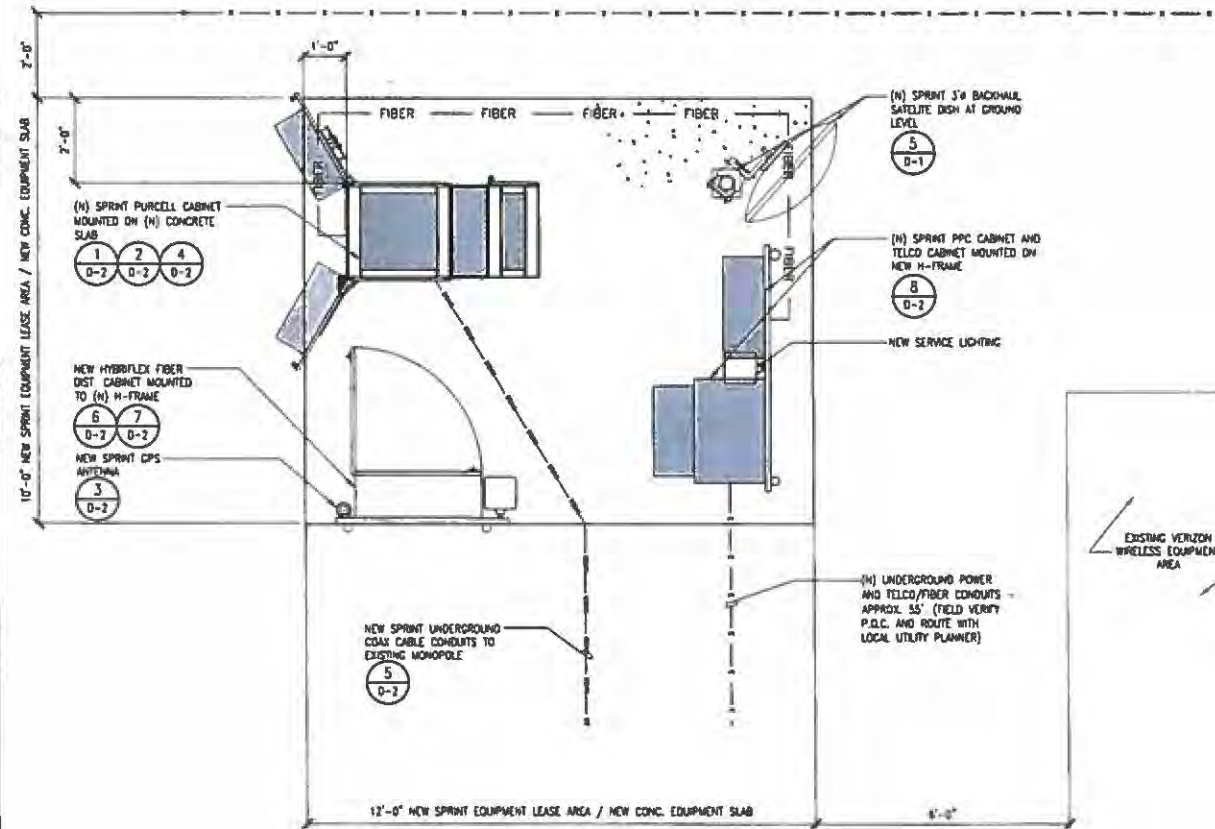 2'-0"
1'-0"
FIBER FIBER FIBER FIBER
2'-0"
10'-0" NEW SPRINT EQUIPMENT LEASE AREA / NEW CONC. EQUIPMENT SLAB
FIBER
FIBER
FIBER
(N) SPRINT 3'ø BACKHAUL
SATELITE DISH AT GROUND
LEVEL
5
D-1
(N) SPRINT PURCELL CABINET
MOUNTED ON (N) CONCRETE
SLAB
1 2 4
D-2 D-2 D-2
(N) SPRINT PPC CABINET AND
TELCO CABINET MOUNTED ON
NEW H-FRAME
8
D-2
NEW SERVICE LIGHTING
NEW HYBRIFLEX FIBER
DIST. CABINET MOUNTED
TO (N) H-FRAME
6 7
D-2 D-2
NEW SPRINT GPS
ANTENNA
3
D-2
EXISTING VERIZON
WIRELESS EQUIPMEN
AREA
(N) UNDERGROUND POWER
AND TELCO/FIBER CONDUITS -
APPROX. 55' (FIELD VERIFY
P.O.C. AND ROUTE WITH
LOCAL UTILITY PLANNER)
NEW SPRINT UNDERGROUND
COAX CABLE CONDUITS TO
EXISTING MONOPOLE
5
D-2
12'-0" NEW SPRINT EQUIPMENT LEASE AREA / NEW CONC. EQUIPMENT SLAB